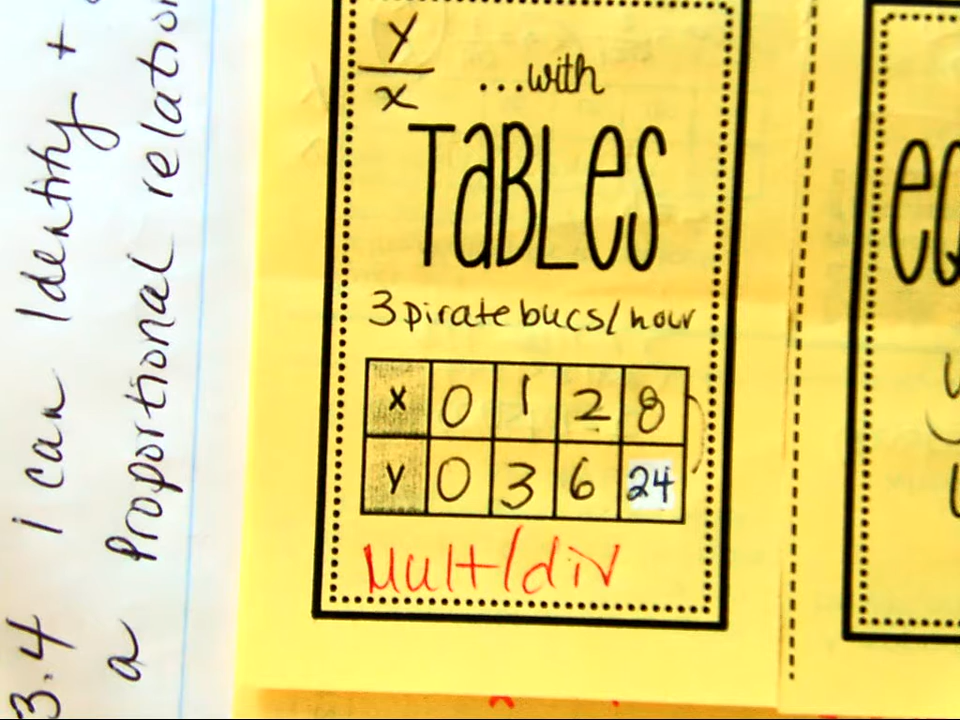 3.4 I can Identify +
a Proportional relation
y
x
...with
TaBLes
3 pirate bucs/hour
x 0 1 2 8
y 0 3 6 24
Mult/div
eQ